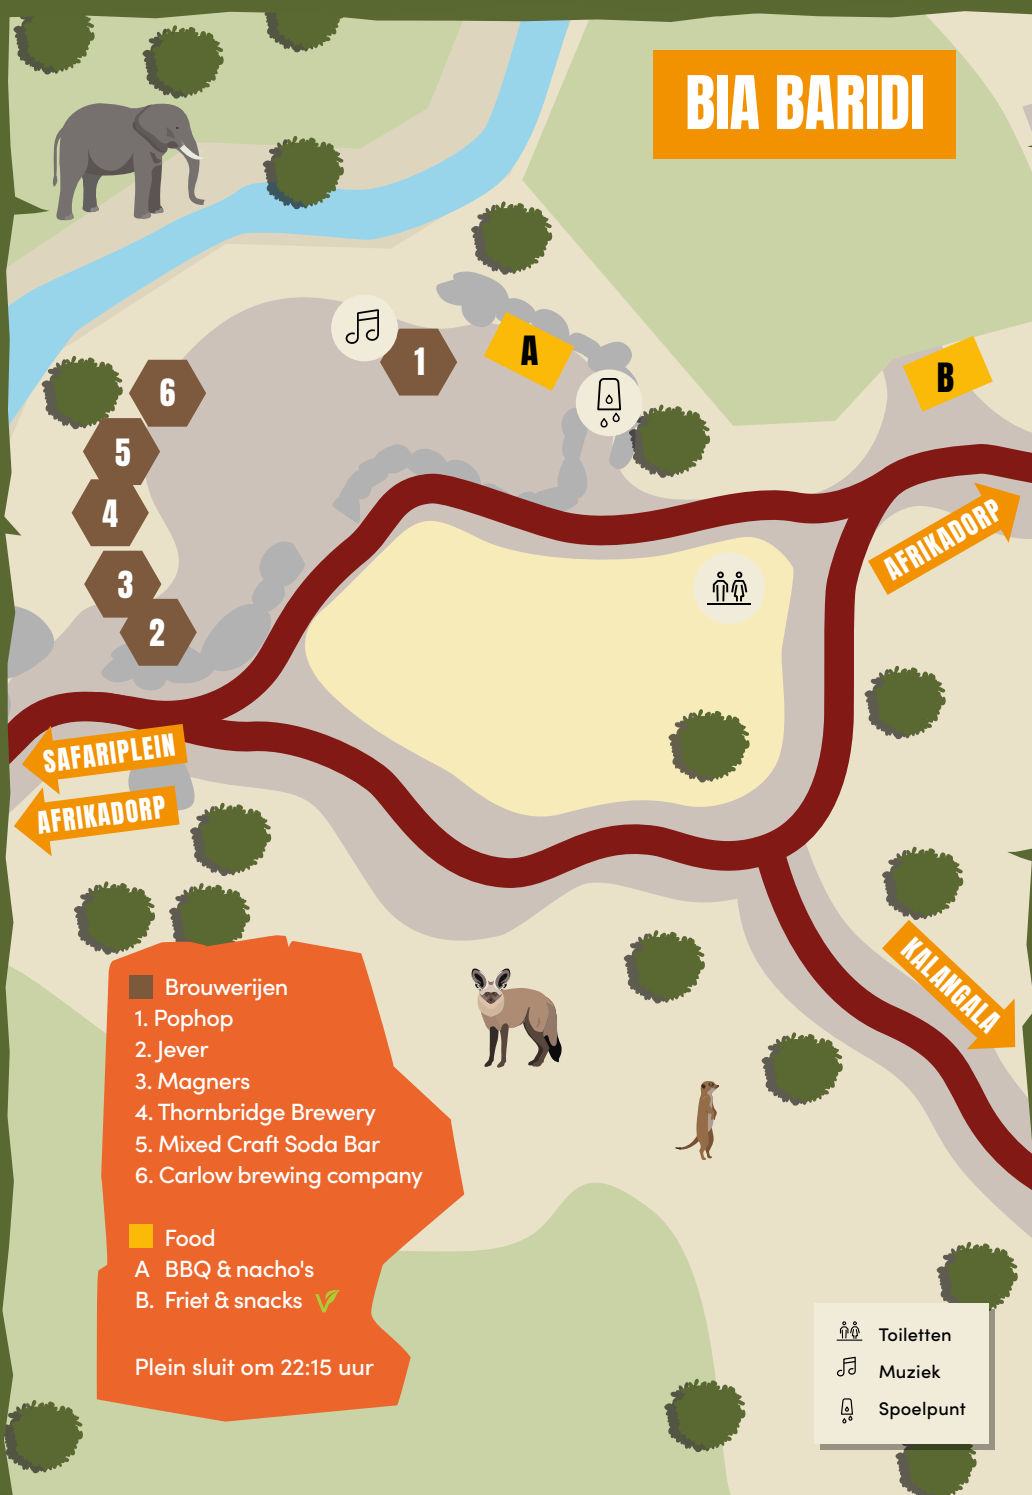 BIA BARIDI
1
A
B
6
5
4
3
2
AFRIKADORP
SAFARIPLEIN
AFRIKADORP
KALANGALA
Brouwerijen
1. Pophop
2. Jever
3. Magners
4. Thornbridge Brewery
5. Mixed Craft Soda Bar
6. Carlow brewing company
Food
A BBQ & nacho's
B. Friet & snacks
Plein sluit om 22:15 uur
Toiletten
Muziek
Spoelpunt